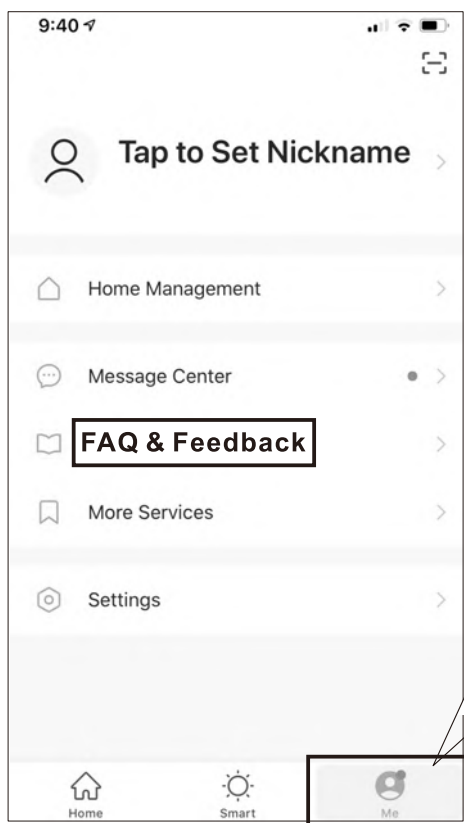 9:40
Tap to Set Nickname
Home Management
Message Center
FAQ & Feedback
More Services
Settings
Home
Smart
Me